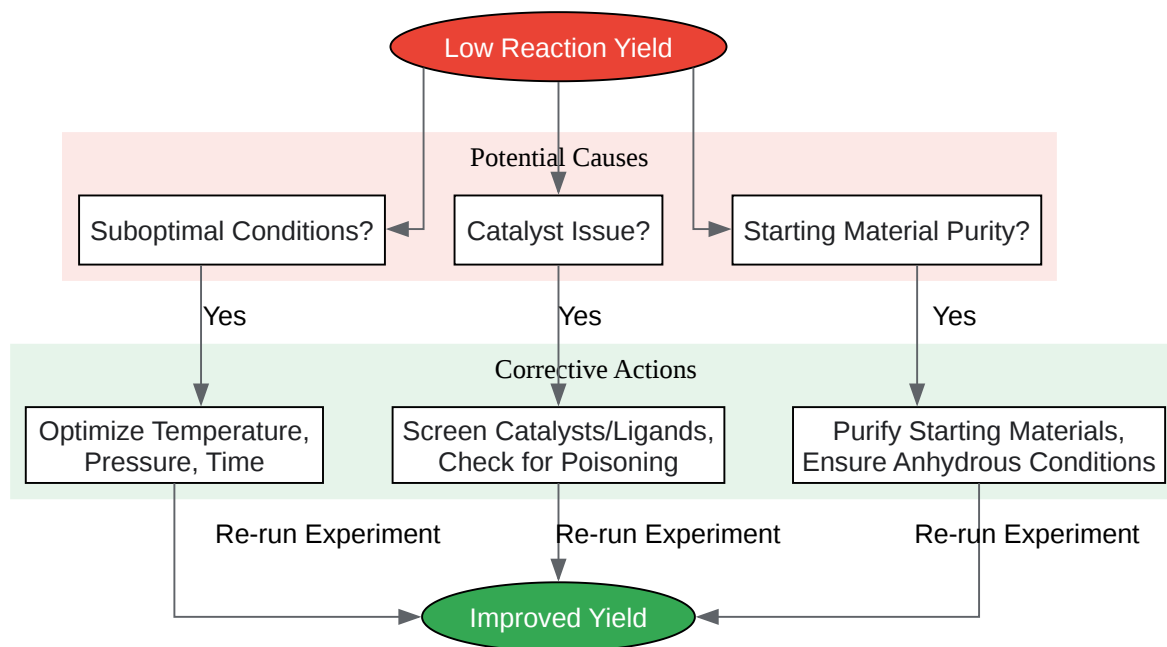 Low Reaction Yield
Potential Causes
Suboptimal Conditions?
Catalyst Issue?
Starting Material Purity?
Yes
Yes
Yes
Corrective Actions
Optimize Temperature,
Pressure, Time
Screen Catalysts/Ligands,
Check for Poisoning
Purify Starting Materials,
Ensure Anhydrous Conditions
Re-run Experiment
Re-run Experiment
Re-run Experiment
Improved Yield